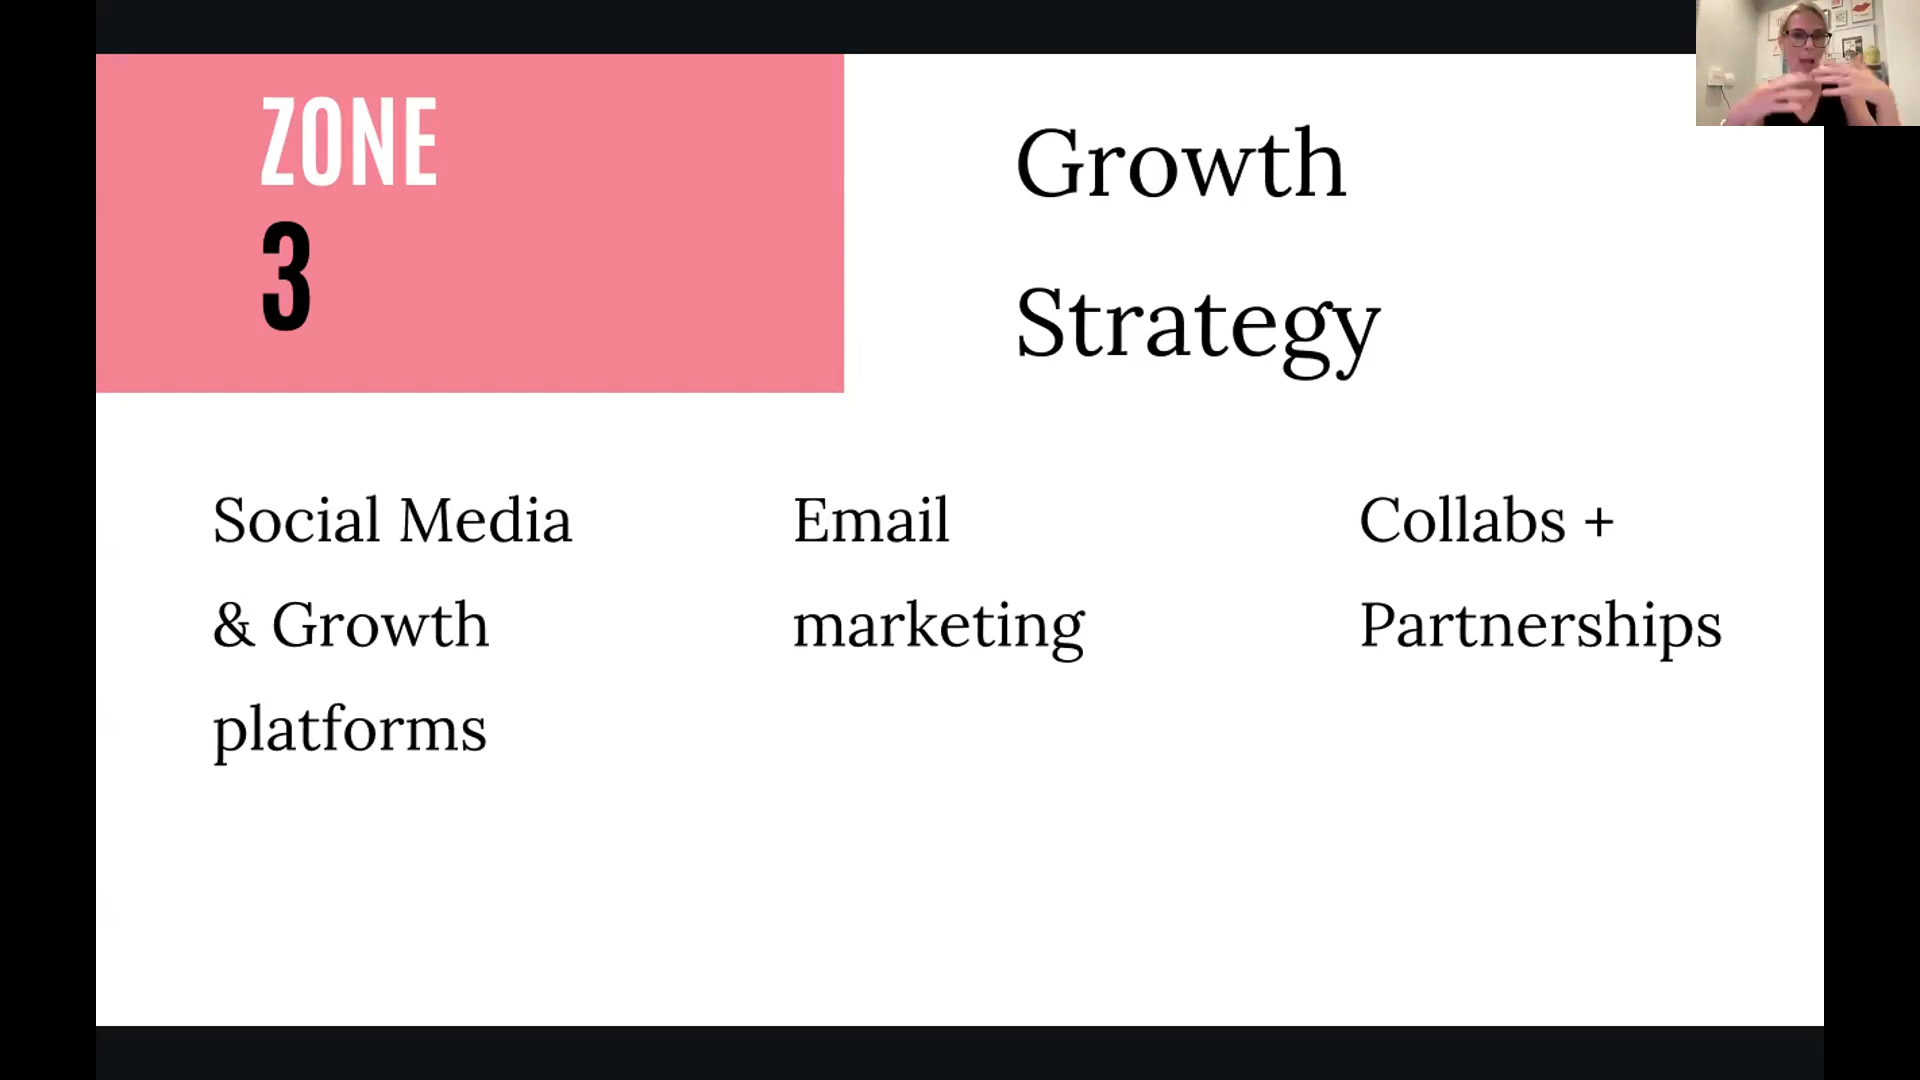 ZONE
3
Growth
Strategy
Social Media
& Growth
platforms
Email
marketing
Collabs +
Partnerships